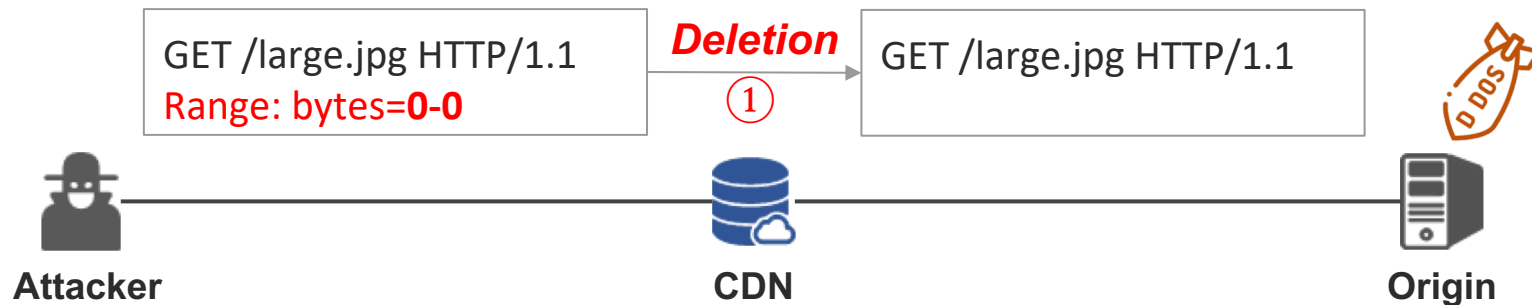 GET /large.jpg HTTP/1.1
Range: bytes=0-0
Deletion
①
GET /large.jpg HTTP/1.1
D DOS
Attacker
CDN
Origin